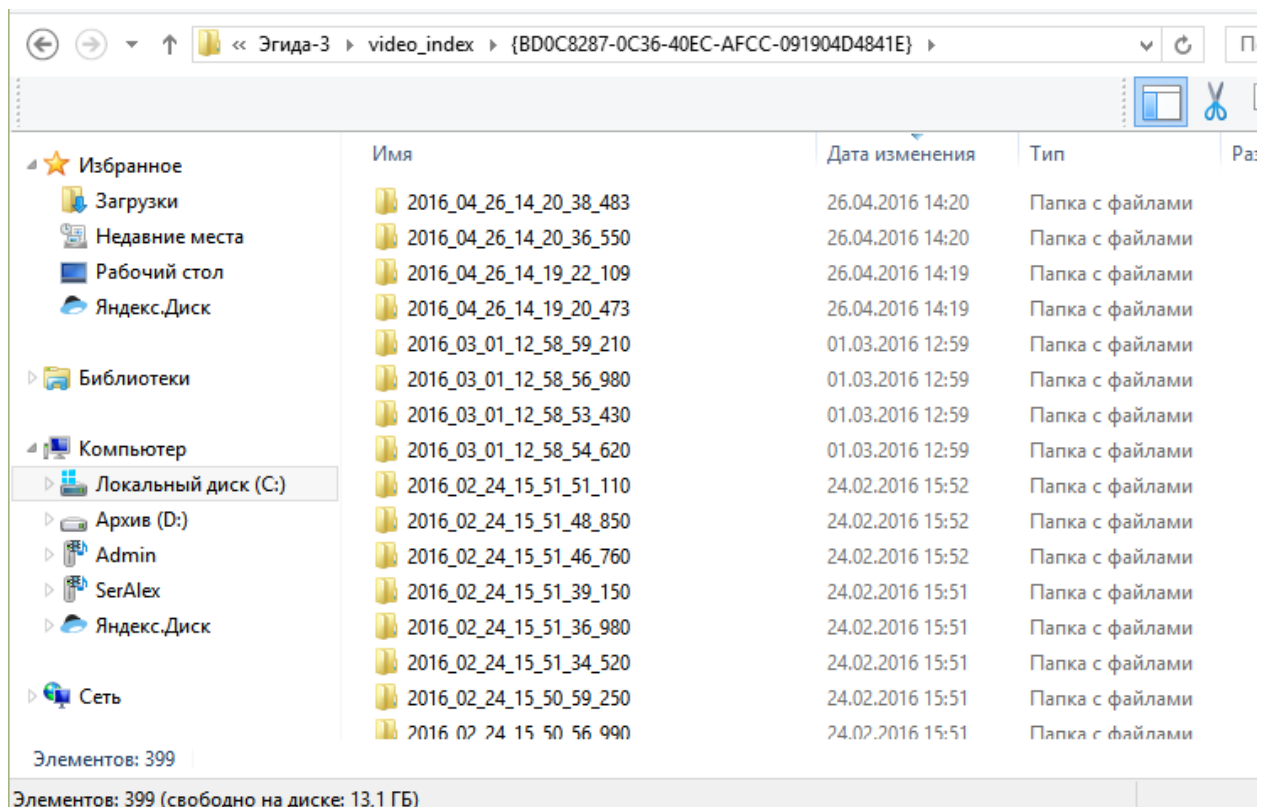 « Эгида-3 ▸ video_index ▸ {BD0C8287-0C36-40EC-AFCC-091904D4841E} ▸
Избранное
Загрузки
Недавние места
Рабочий стол
Яндекс.Диск
Библиотеки
Компьютер
Локальный диск (C:)
Архив (D:)
Admin
SerAlex
Яндекс.Диск
Сеть
Имя Дата изменения Тип
2016_04_26_14_20_38_483 26.04.2016 14:20 Папка с файлами
2016_04_26_14_20_36_550 26.04.2016 14:20 Папка с файлами
2016_04_26_14_19_22_109 26.04.2016 14:19 Папка с файлами
2016_04_26_14_19_20_473 26.04.2016 14:19 Папка с файлами
2016_03_01_12_58_59_210 01.03.2016 12:59 Папка с файлами
2016_03_01_12_58_56_980 01.03.2016 12:59 Папка с файлами
2016_03_01_12_58_53_430 01.03.2016 12:59 Папка с файлами
2016_03_01_12_58_54_620 01.03.2016 12:59 Папка с файлами
2016_02_24_15_51_51_110 24.02.2016 15:52 Папка с файлами
2016_02_24_15_51_48_850 24.02.2016 15:52 Папка с файлами
2016_02_24_15_51_46_760 24.02.2016 15:52 Папка с файлами
2016_02_24_15_51_39_150 24.02.2016 15:51 Папка с файлами
2016_02_24_15_51_36_980 24.02.2016 15:51 Папка с файлами
2016_02_24_15_51_34_520 24.02.2016 15:51 Папка с файлами
2016_02_24_15_50_59_250 24.02.2016 15:51 Папка с файлами
2016_02_24_15_50_56_990 24.02.2016 15:51 Папка с файлами
Элементов: 399
Элементов: 399 (свободно на диске: 13,1 ГБ)